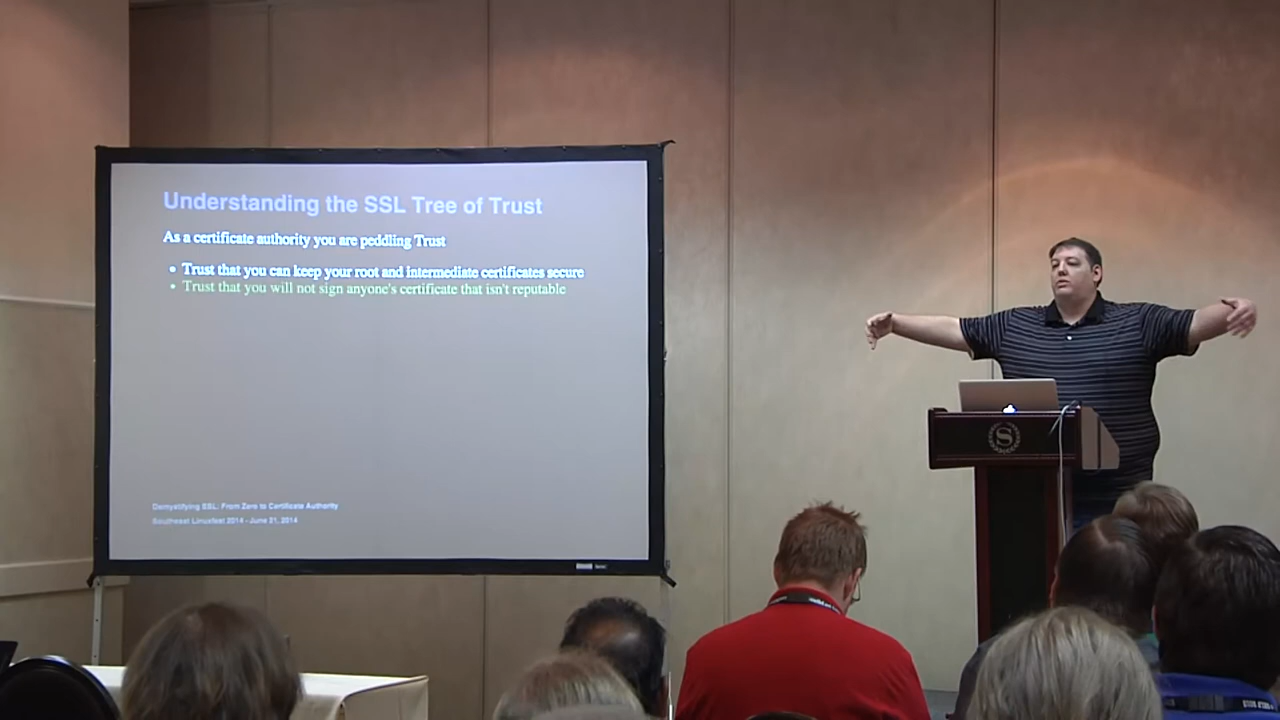 Understanding the SSL Tree of Trust
As a certificate authority you are peddling Trust
• Trust that you can keep your root and intermediate certificates secure
• Trust that you will not sign anyone's certificate that isn't reputable
Demystifying SSL: From Zero to Certificate Authority
Southeast Linuxfest 2014 - June 21, 2014
S